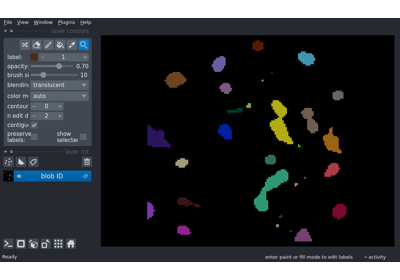 File View Window Plugins Help
layer controls
label: 1
opacity: 0.70
brush si 10
blending translucent
color m auto
contour 0
n edit d 2
contigu
preserve labels: show selected
layer list
blob ID
Ready enter paint or fill mode to edit labels activity